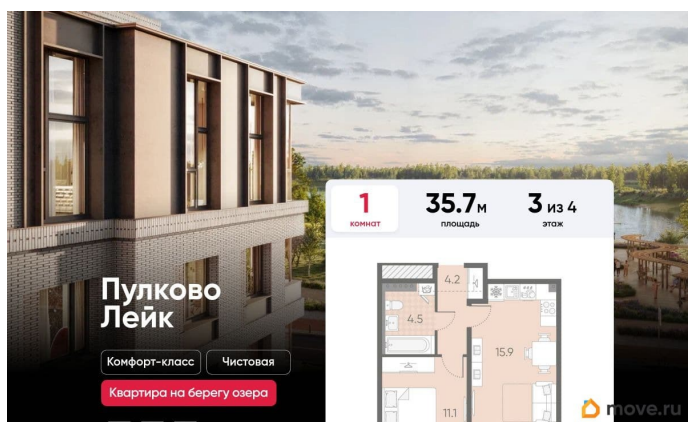 1
комнат
35.7м
площадь
3 из 4
этаж
Пулково
Лейк
Комфорт-класс
Чистовая
Квартира на берегу озера
4.2
4.5
15.9
11.1
move.ru